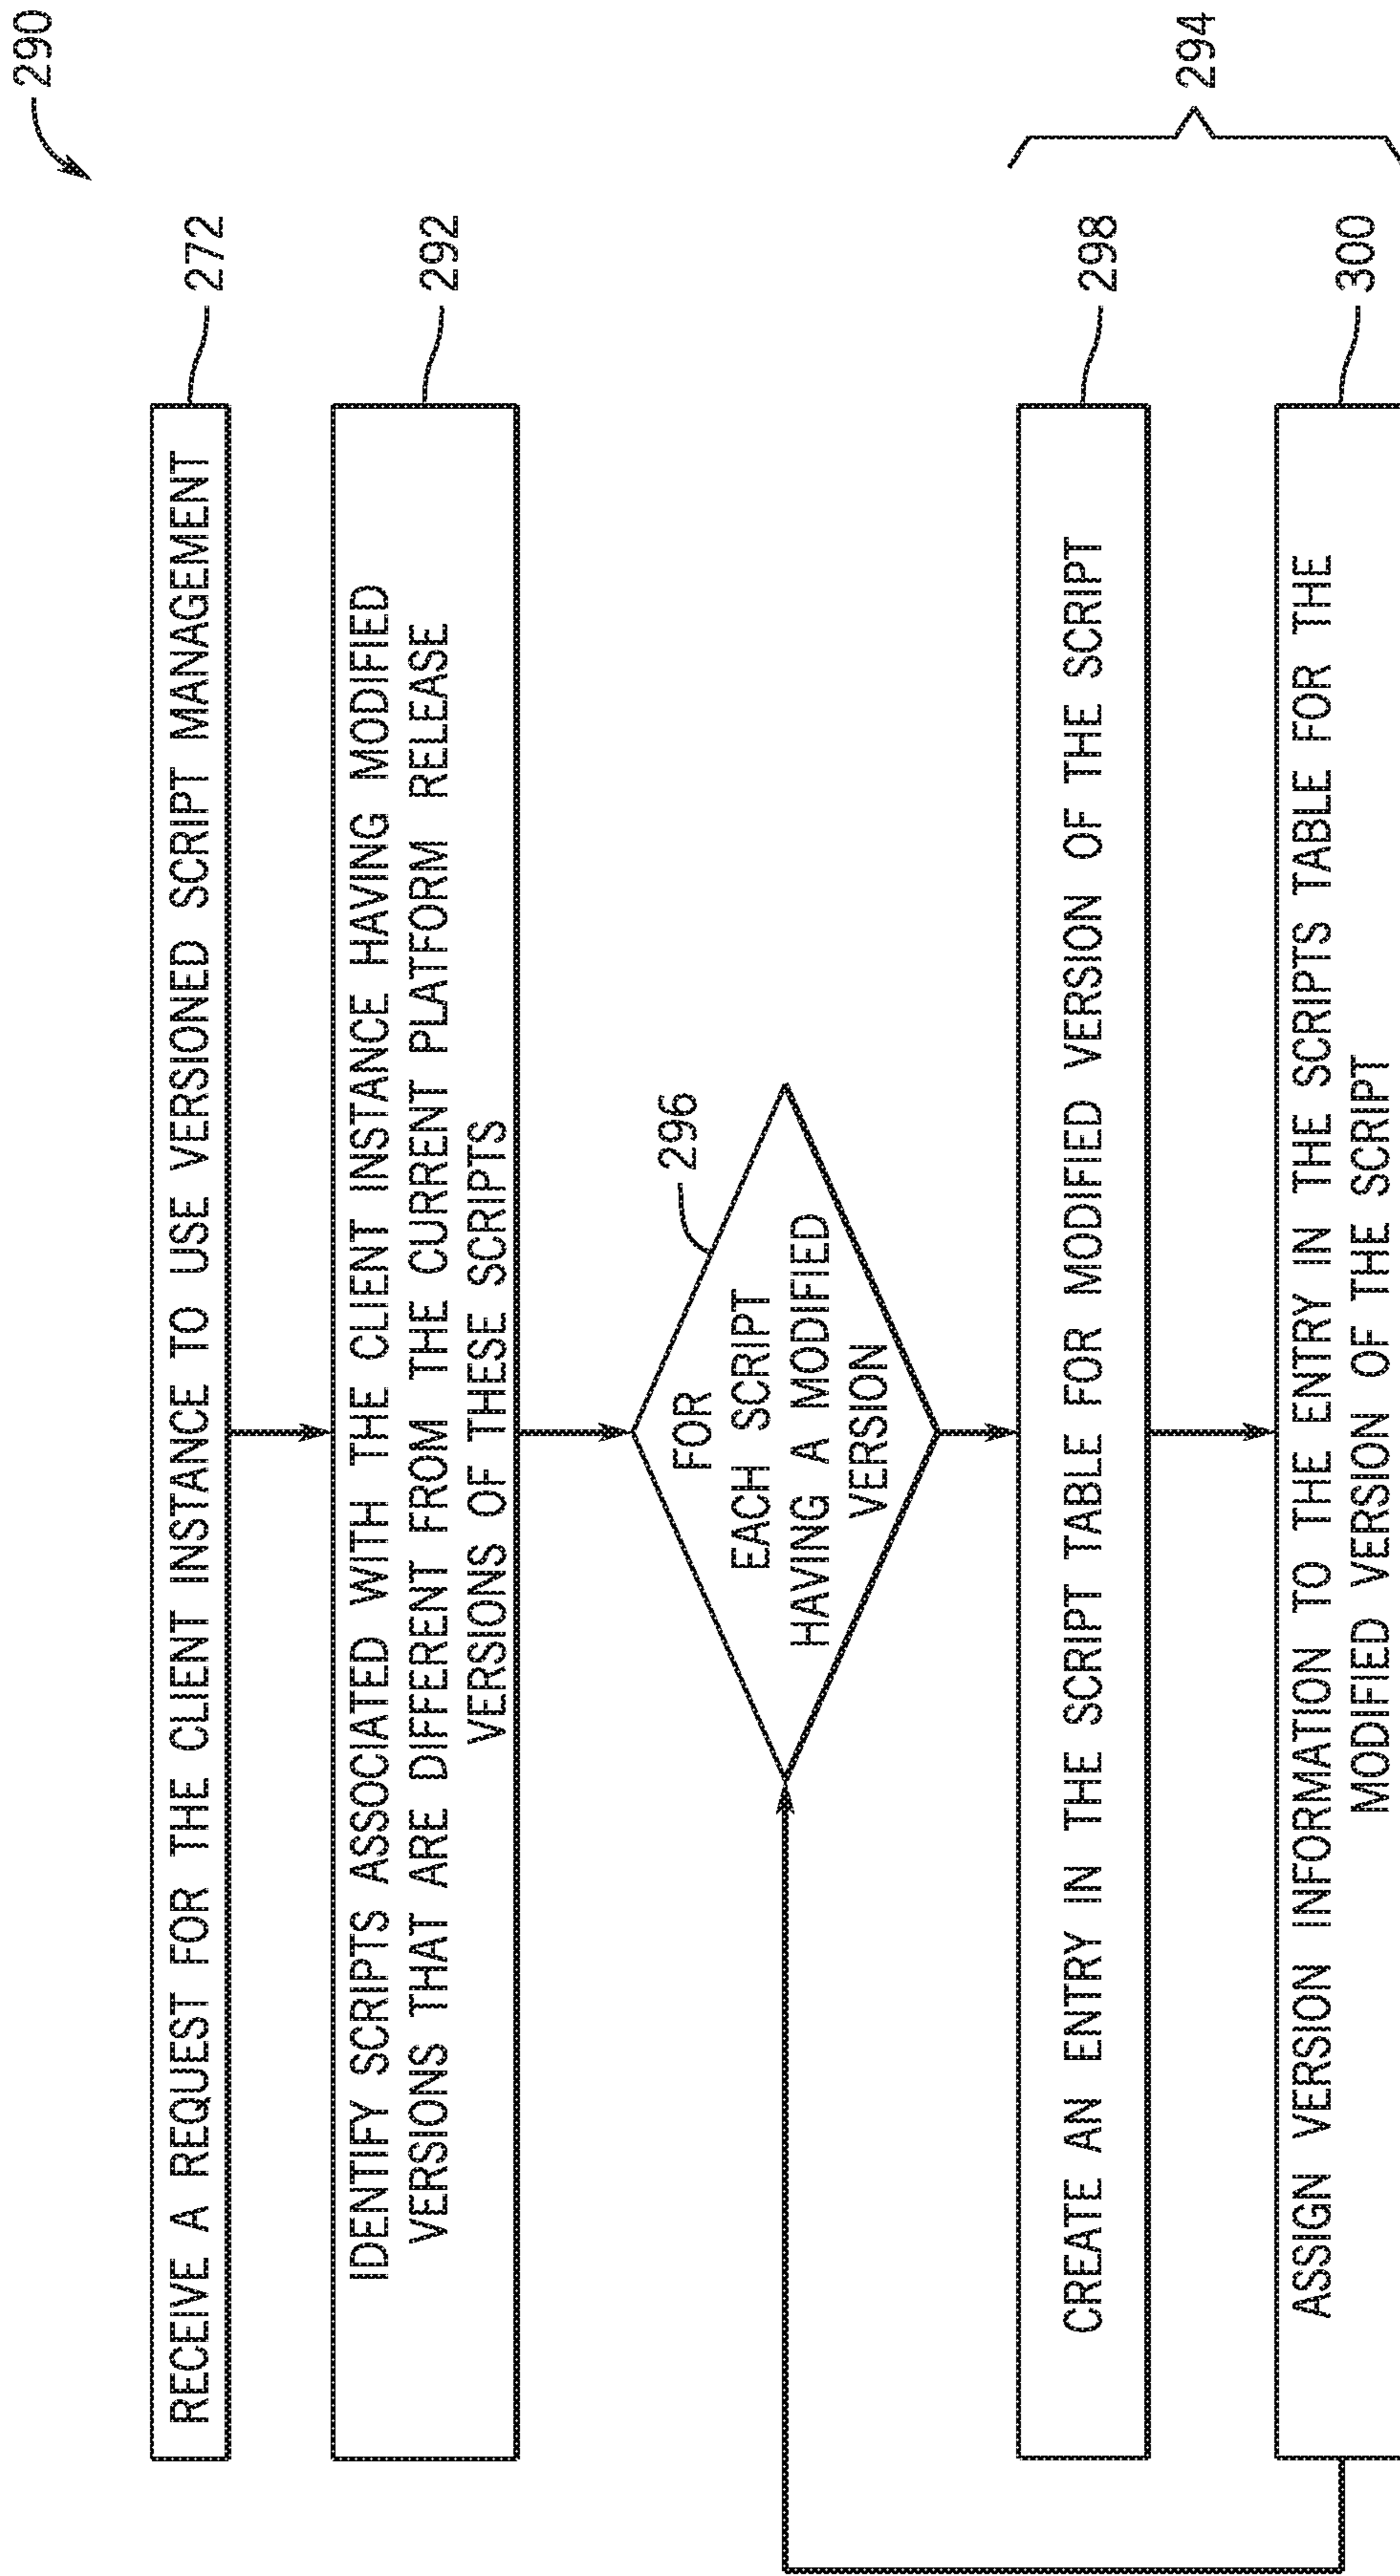 290
RECEIVE A REQUEST FOR THE CLIENT INSTANCE TO USE VERSIONED SCRIPT MANAGEMENT
272
IDENTIFY SCRIPTS ASSOCIATED WITH THE CLIENT INSTANCE HAVING MODIFIED
VERSIONS THAT ARE DIFFERENT FROM THE CURRENT PLATFORM RELEASE
VERSIONS OF THESE SCRIPTS
292
296
FOR
EACH SCRIPT
HAVING A MODIFIED
VERSION
CREATE AN ENTRY IN THE SCRIPT TABLE FOR MODIFIED VERSION OF THE SCRIPT
298
294
ASSIGN VERSION INFORMATION TO THE ENTRY IN THE SCRIPTS TABLE FOR THE
MODIFIED VERSION OF THE SCRIPT
300